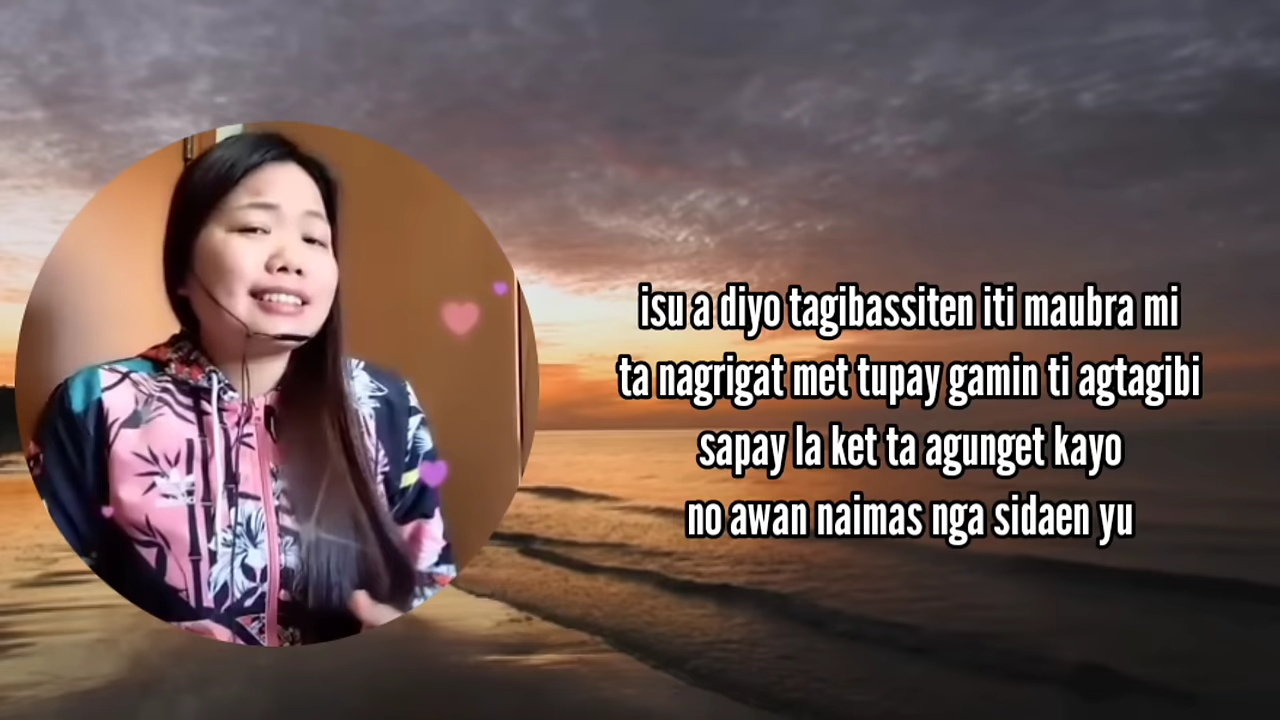 isu a diyo tagibassiten iti maubra mi
ta nagrigat met tupay gamin ti agtagibi
sapay la ket ta agunget kayo
no awan naimas nga sidaen yu